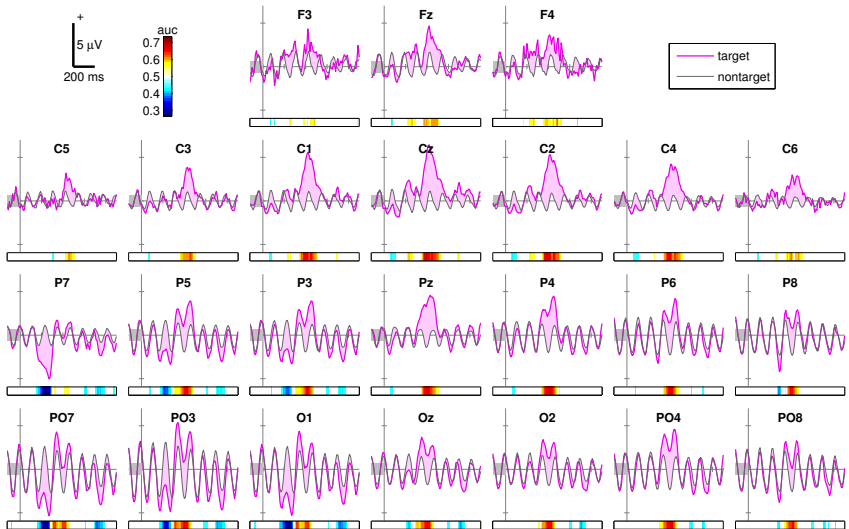 F3 Fz F4
+
5 µV
200 ms
auc
0.7
0.6
0.5
0.4
0.3
target
nontarget
C5 C3 C1 Cz C2 C4 C6
P7 P5 P3 Pz P4 P6 P8
PO7 PO3 O1 Oz O2 PO4 PO8